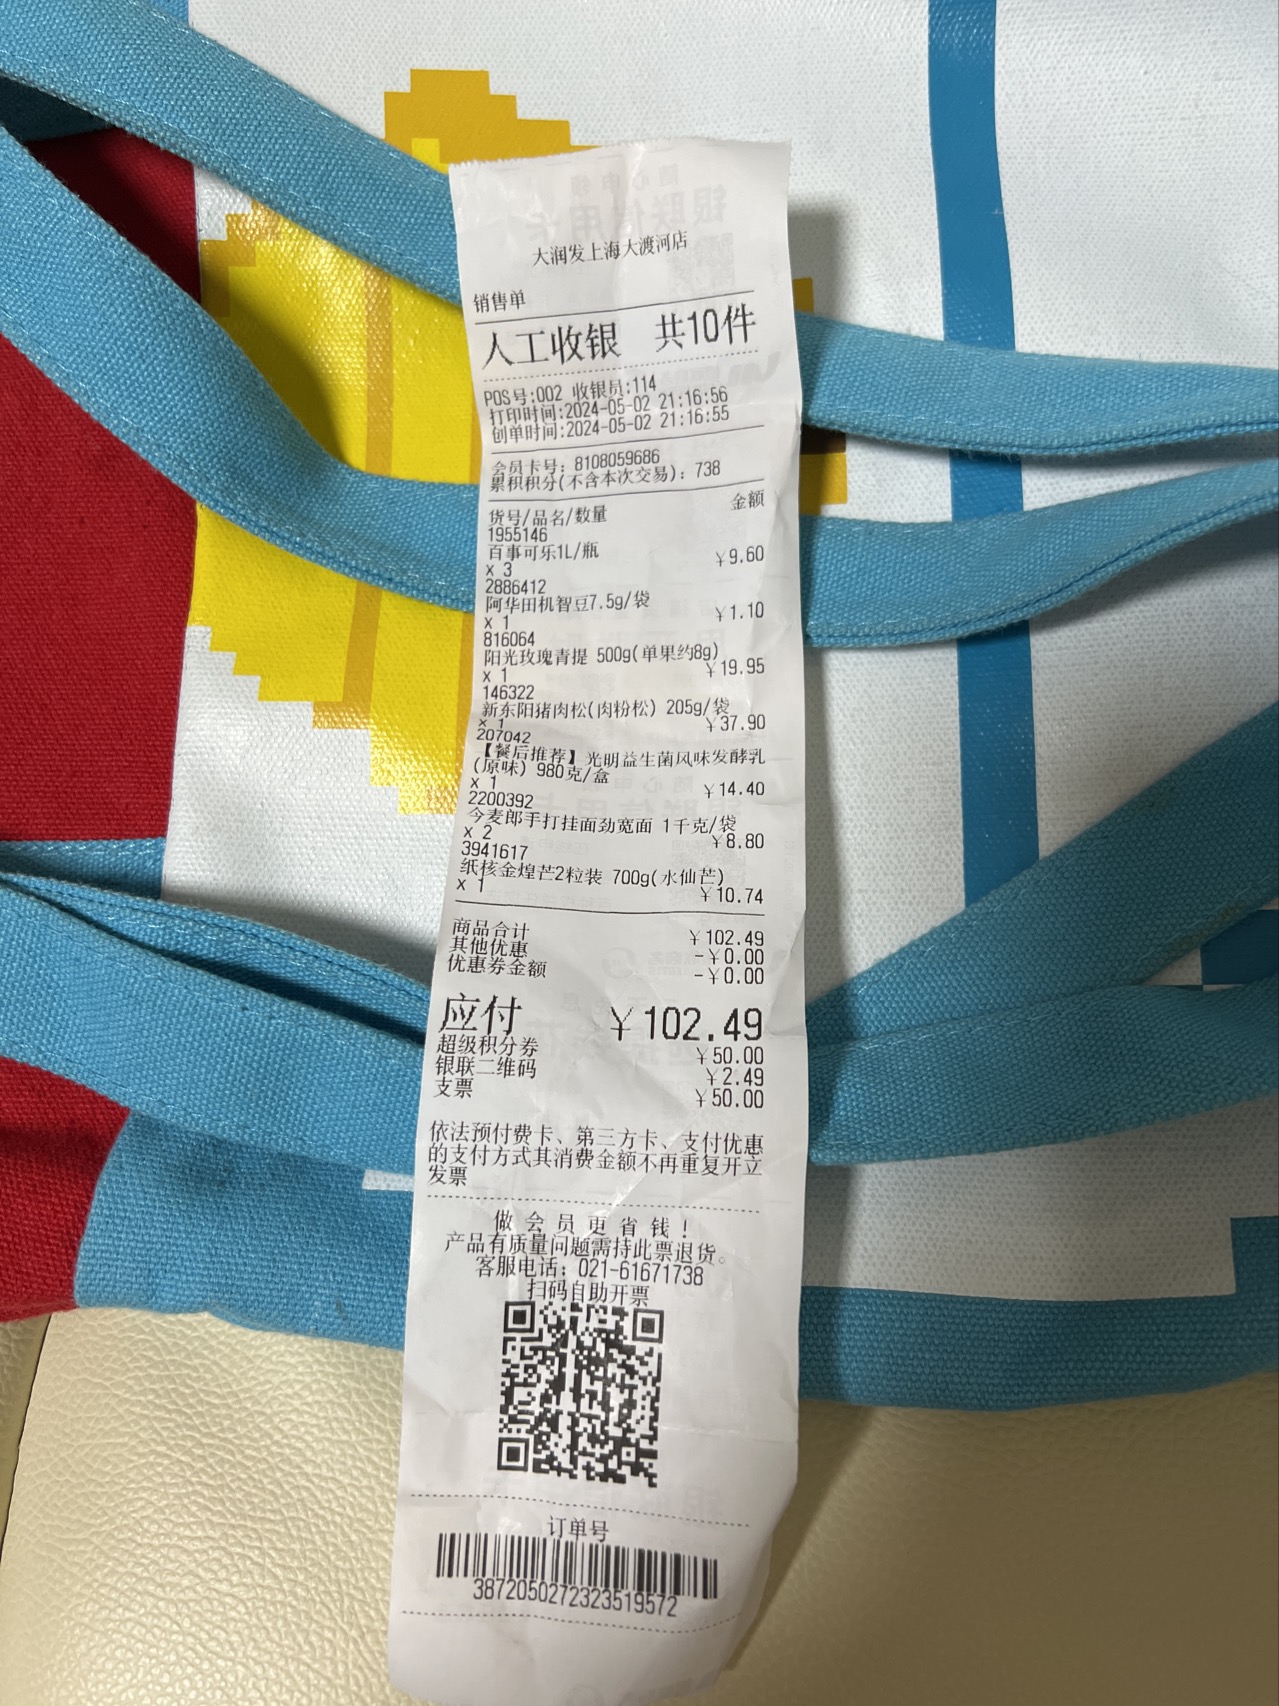 大润发上海大渡河店
销售单
人工收银 共10件
POS号:002 收银员:114
打印时间:2024-05-02 21:16:56
创单时间:2024-05-02 21:16:55
会员卡号: 8108059686
累积积分(不含本次交易): 738
货号/品名/数量 金额
1955146
百事可乐1L/瓶 ￥9.60
x 3
2886412
阿华田机智豆7.5g/袋 ￥1.10
x 1
816064
阳光玫瑰青提 500g(单果约8g)
x 1 ￥19.95
146322
新东阳猪肉松(肉粉松) 205g/袋
x 1 ￥37.90
207042
【餐后推荐】光明益生菌风味发酵乳
(原味) 980克/盒
x 1 ￥14.40
2200392
今麦郎手打挂面劲宽面 1千克/袋
x 2 ￥8.80
3941617
纸核金煌芒2粒装 700g(水仙芒)
x 1 ￥10.74
商品合计 ￥102.49
其他优惠 -￥0.00
优惠券金额 -￥0.00
应付 ￥102.49
超级积分券 ￥50.00
银联二维码 ￥2.49
支票 ￥50.00
依法预付费卡、第三方卡、支付优惠
的支付方式其消费金额不再重复开立
发票
做会员更省钱!
产品有质量问题需持此票退货。
客服电话: 021-61671738
扫码自助开票
订单号
3872050272323519572